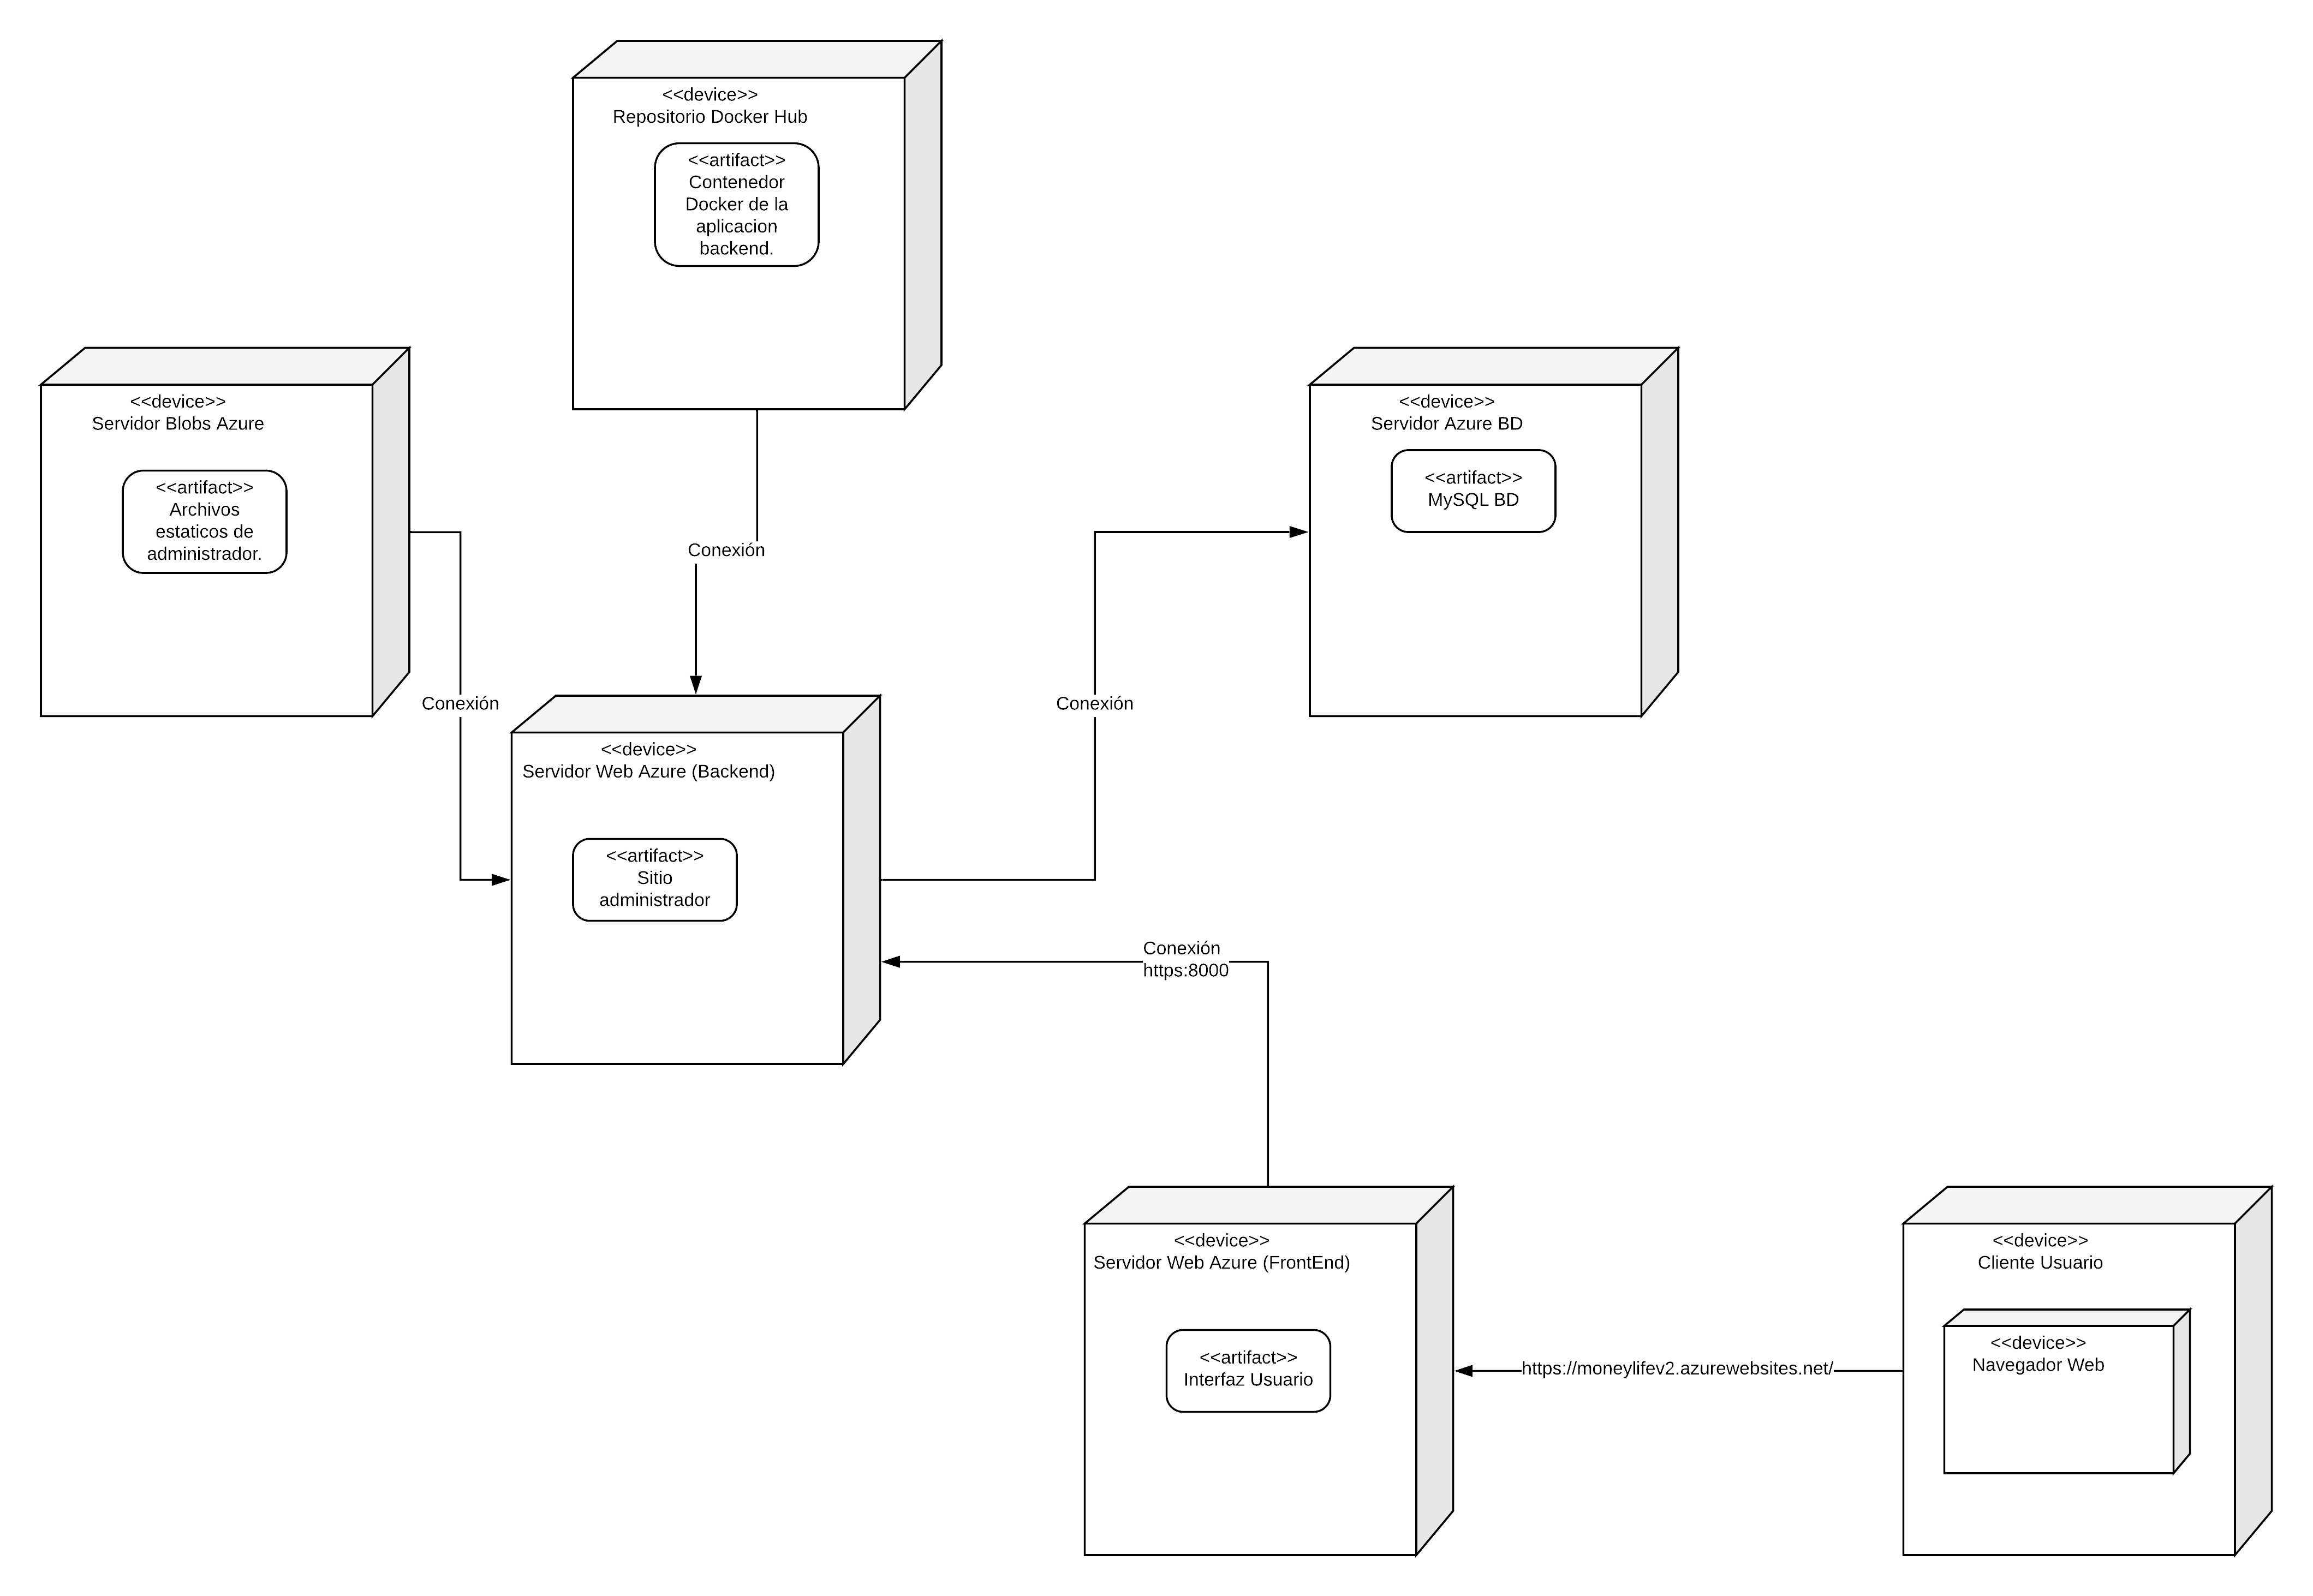 <<device>>
Repositorio Docker Hub
<<artifact>>
Contenedor
Docker de la
aplicacion
backend.
<<device>>
Servidor Blobs Azure
<<artifact>>
Archivos
estaticos de
administrador.
<<device>>
Servidor Azure BD
<<artifact>>
MySQL BD
Conexión
Conexión
Conexión
<<device>>
Servidor Web Azure (Backend)
<<artifact>>
Sitio
administrador
Conexión
https:8000
<<device>>
Servidor Web Azure (FrontEnd)
<<artifact>>
Interfaz Usuario
https://moneylifev2.azurewebsites.net/
<<device>>
Cliente Usuario
<<device>>
Navegador Web